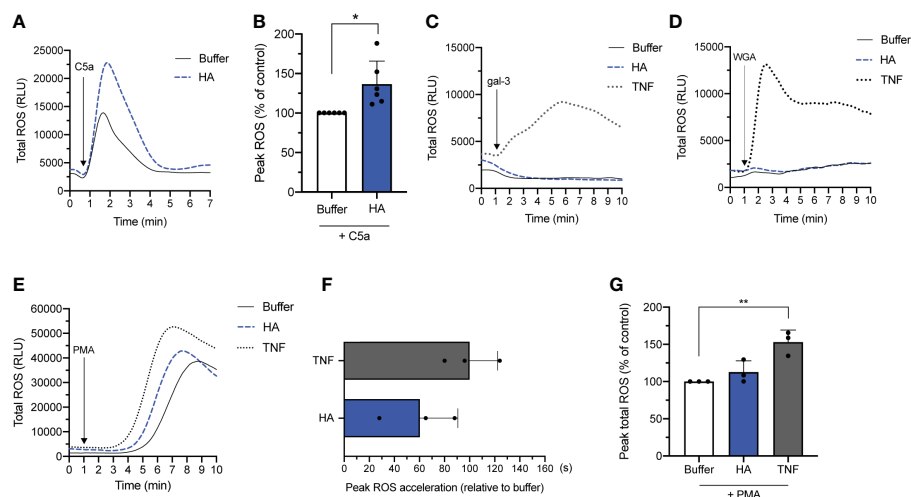 A
25000
20000
15000
10000
5000
0
Total ROS (RLU)
C5a
Buffer
HA
0 1 2 3 4 5 6 7
Time (min)
B
*
200
150
100
50
0
Peak ROS (% of control)
Buffer HA
+ C5a
C
15000
10000
5000
0
Total ROS (RLU)
gal-3
Buffer
HA
TNF
0 1 2 3 4 5 6 7 8 9 10
Time (min)
D
15000
10000
5000
0
Total ROS (RLU)
WGA
Buffer
HA
TNF
0 1 2 3 4 5 6 7 8 9 10
Time (min)
E
60000
50000
40000
30000
20000
10000
0
Total ROS (RLU)
PMA
Buffer
HA
TNF
0 1 2 3 4 5 6 7 8 9 10
Time (min)
F
TNF
HA
0 20 40 60 80 100 120 140 160 (s)
Peak ROS acceleration (relative to buffer)
G
**
200
150
100
50
0
Peak total ROS (% of control)
Buffer HA TNF
+ PMA